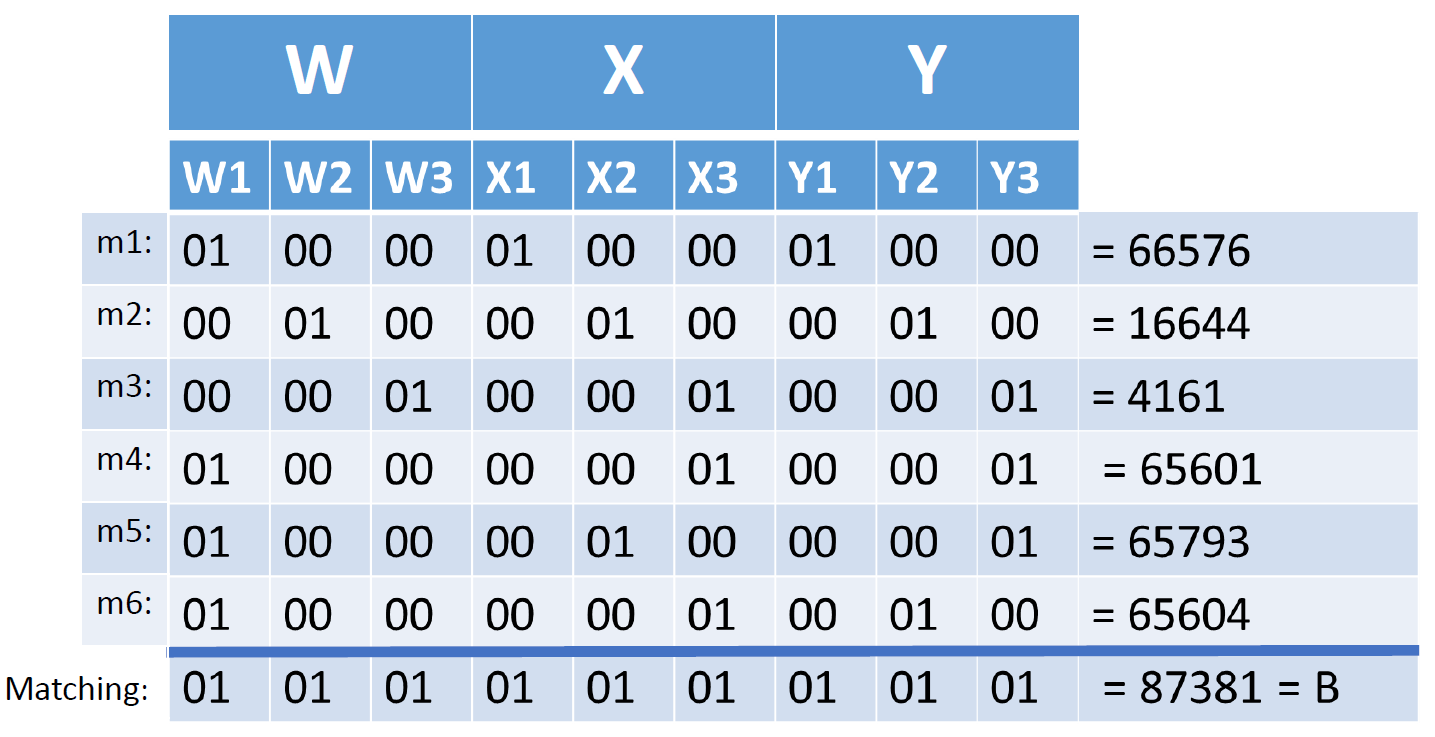 W X Y
W1 W2 W3 X1 X2 X3 Y1 Y2 Y3
m1: 01 00 00 01 00 00 01 00 00 = 66576
m2: 00 01 00 00 01 00 00 01 00 = 16644
m3: 00 00 01 00 00 01 00 00 01 = 4161
m4: 01 00 00 00 00 01 00 00 01 = 65601
m5: 01 00 00 00 01 00 00 00 01 = 65793
m6: 01 00 00 00 00 01 00 01 00 = 65604
Matching: 01 01 01 01 01 01 01 01 01 = 87381 = B